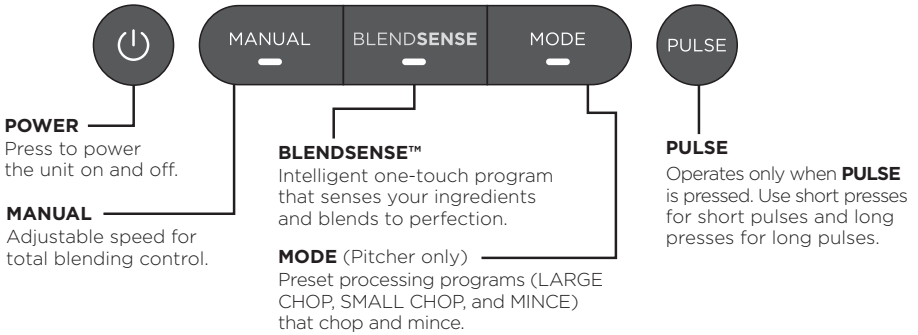 MANUAL
BLENDSENSE
MODE
PULSE
POWER
Press to power
the unit on and off.
MANUAL
Adjustable speed for
total blending control.
BLENDSENSE™
Intelligent one-touch program
that senses your ingredients
and blends to perfection.
MODE (Pitcher only)
Preset processing programs (LARGE
CHOP, SMALL CHOP, and MINCE)
that chop and mince.
PULSE
Operates only when PULSE
is pressed. Use short presses
for short pulses and long
presses for long pulses.